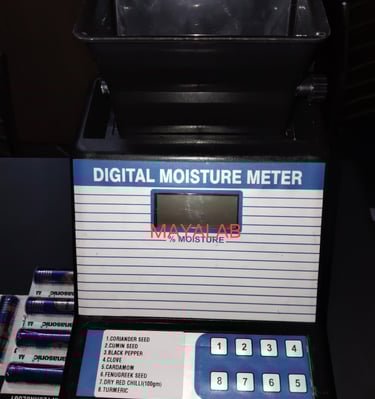 DIGITAL MOISTURE METER
MAYALAB
% MOISTURE
1.CORIANDER SEED
2.CUMIN SEED
3.BLACK PEPPER
4.CLOVE
5.CARDAMOM
6.FENUGREEK SEED
7.DRY RED CHILLI(100gm)
8.TURMERIC
1 2 3 4
8 7 6 5
Panasonic
Panasonic
Panasonic
Panasonic